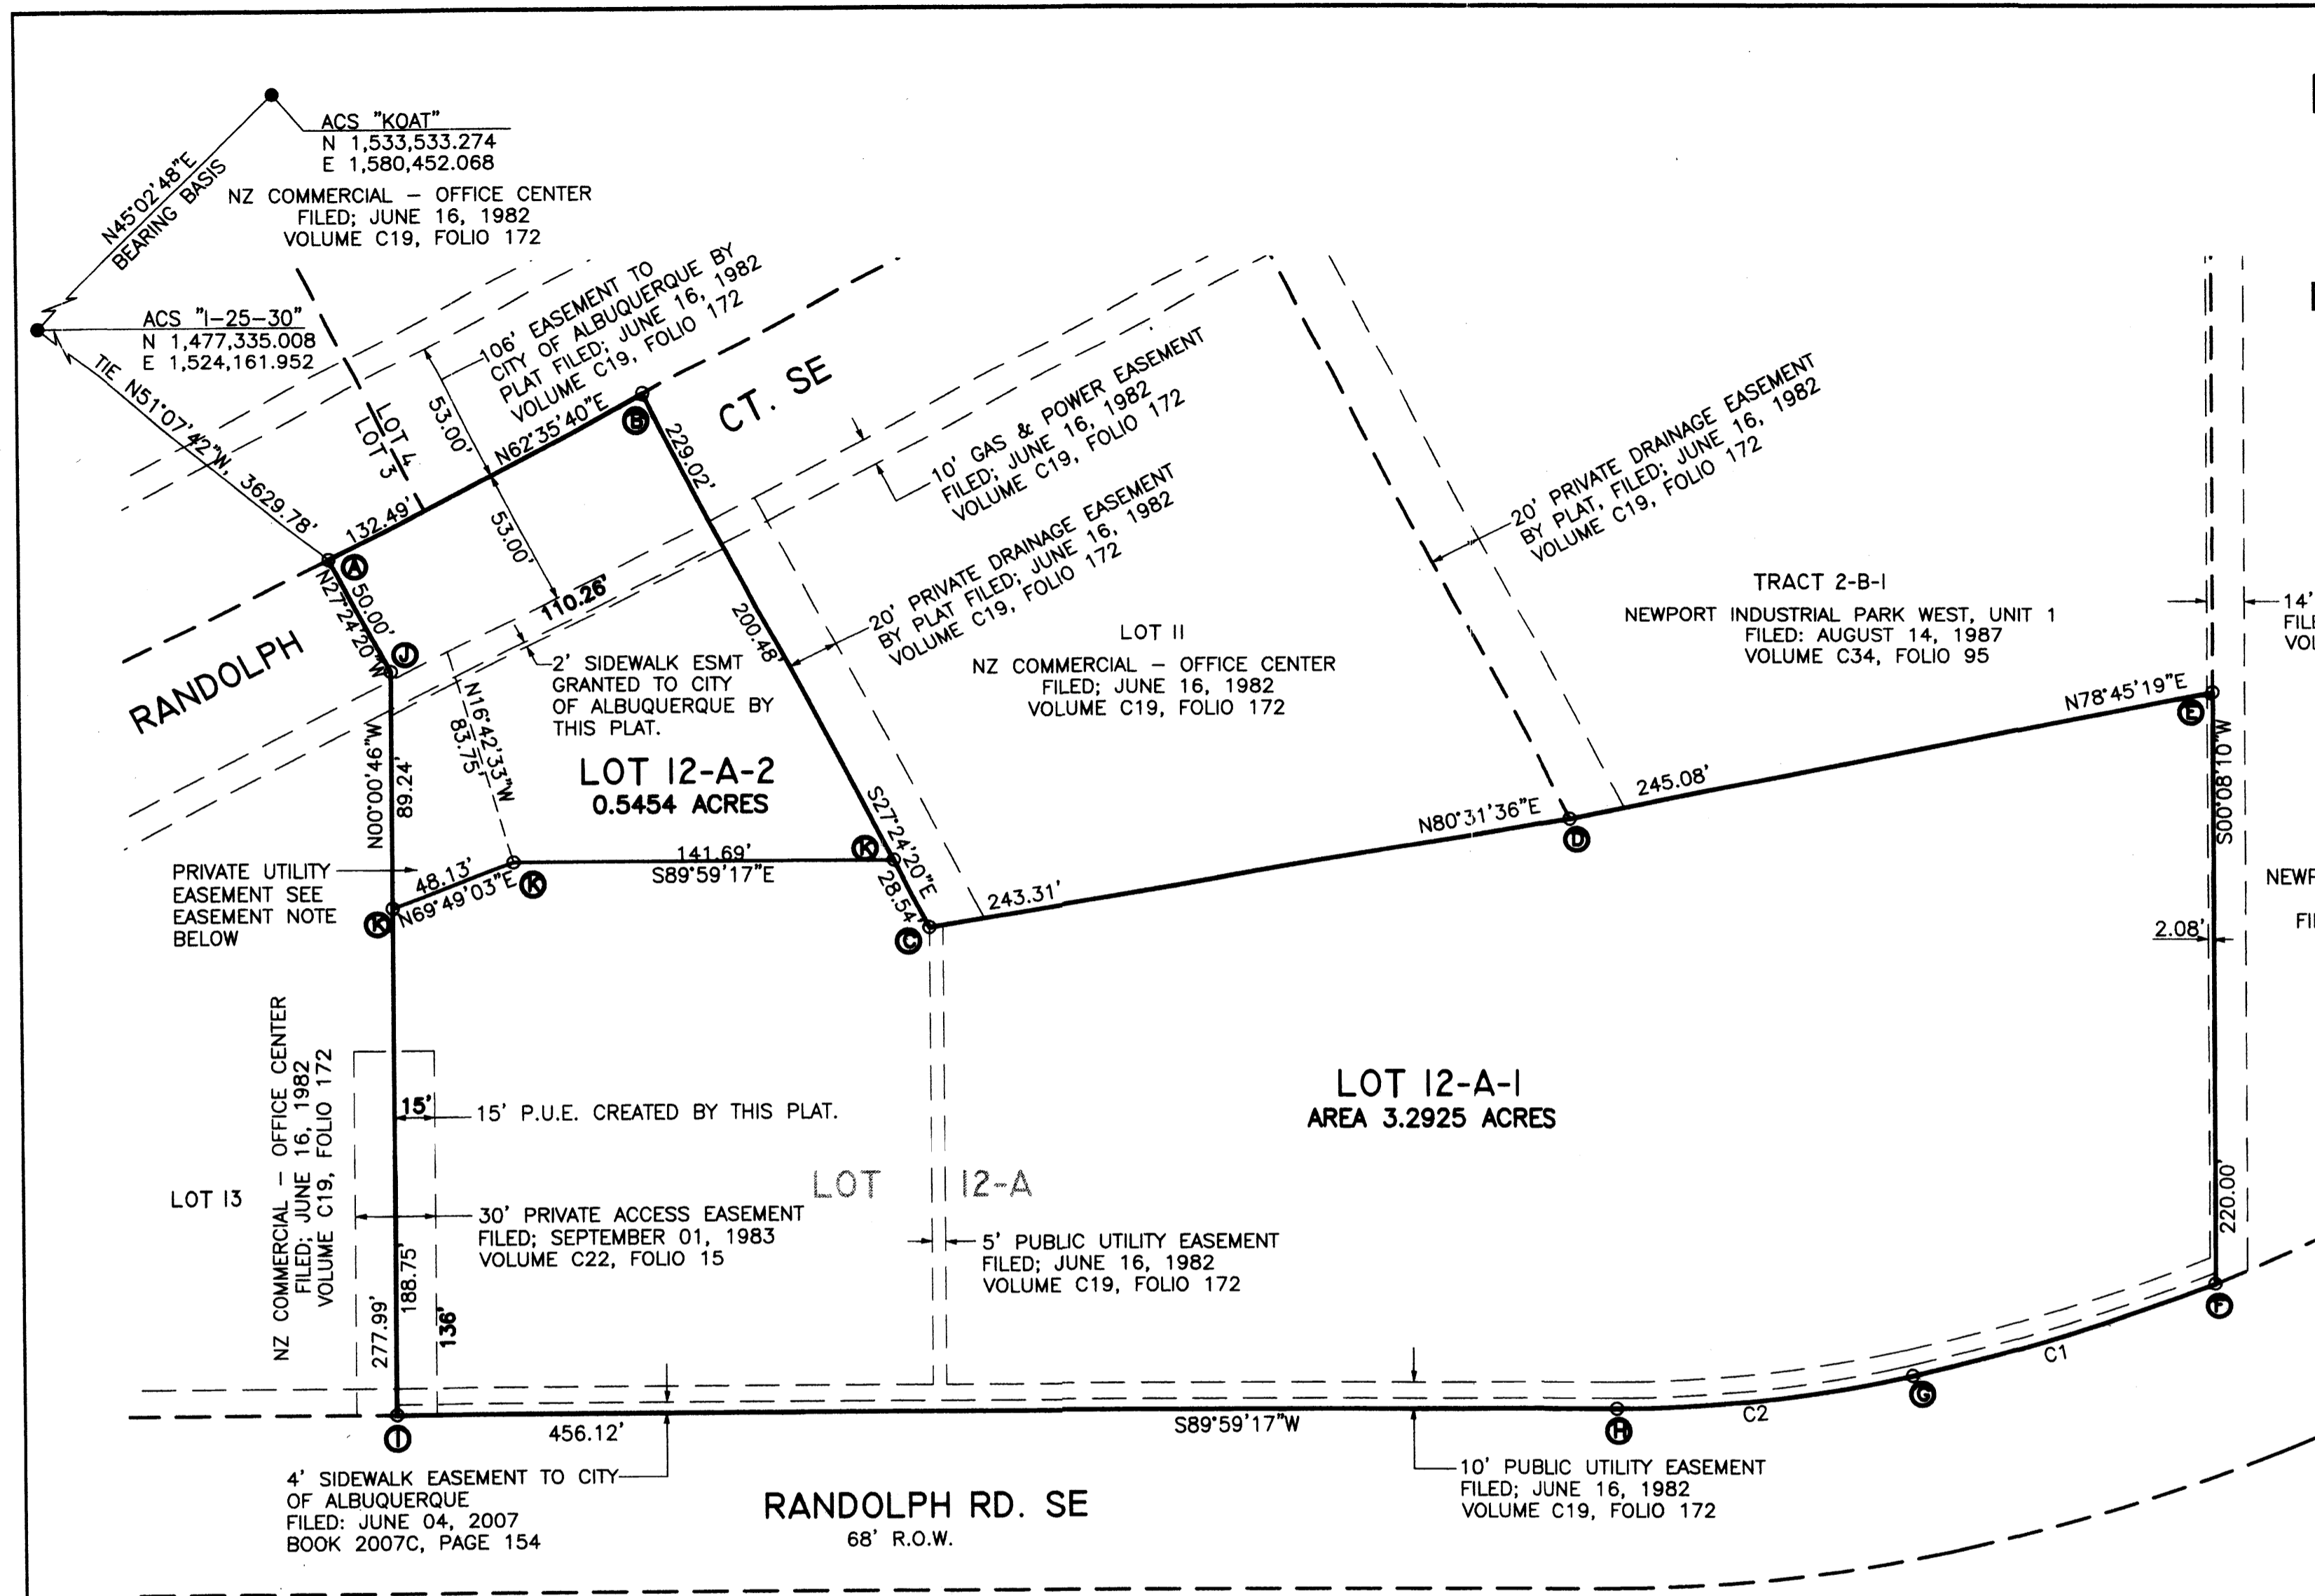 ACS "KOAT"
N 1,533,533.274
E 1,580,452.068
N45°02'48"E
BEARING BASIS
NZ COMMERCIAL – OFFICE CENTER
FILED; JUNE 16, 1982
VOLUME C19, FOLIO 172
ACS "I-25-30"
N 1,477,335.008
E 1,524,161.952
TIE N51°07'42"W, 3629.78'
LOT 4
LOT 3
106' EASEMENT TO
CITY OF ALBUQUERQUE BY
PLAT FILED; JUNE 16, 1982
VOLUME C19, FOLIO 172
53.00'
N62°35'40"E
132.49'
53.00'
A
B
RANDOLPH
CT. SE
229.02'
200.48'
10' GAS & POWER EASEMENT
FILED; JUNE 16, 1982
VOLUME C19, FOLIO 172
20' PRIVATE DRAINAGE EASEMENT
BY PLAT FILED; JUNE 16, 1982
VOLUME C19, FOLIO 172
20' PRIVATE DRAINAGE EASEMENT
BY PLAT, FILED; JUNE 16, 1982
VOLUME C19, FOLIO 172
50.00'
N27°24'20"W
J
110.26'
2' SIDEWALK ESMT
GRANTED TO CITY
OF ALBUQUERQUE BY
THIS PLAT.
LOT 11
NZ COMMERCIAL – OFFICE CENTER
FILED; JUNE 16, 1982
VOLUME C19, FOLIO 172
TRACT 2-B-1
NEWPORT INDUSTRIAL PARK WEST, UNIT 1
FILED: AUGUST 14, 1987
VOLUME C34, FOLIO 95
14'
N78°45'19"E
E
S00°08'10"W
N00°00'46"W
89.24'
N16°42'33"W
83.75'
LOT 12-A-2
0.5454 ACRES
245.08'
N80°31'36"E
D
S27°24'20"E
28.54'
K
141.69'
S89°59'17"E
K
48.13'
N69°49'03"E
K
PRIVATE UTILITY
EASEMENT SEE
EASEMENT NOTE
BELOW
243.31'
C
2.08'
NZ COMMERCIAL – OFFICE CENTER
FILED; JUNE 16, 1982
VOLUME C19, FOLIO 172
LOT 13
15'
15' P.U.E. CREATED BY THIS PLAT.
LOT 12-A-1
AREA 3.2925 ACRES
LOT 12-A
30' PRIVATE ACCESS EASEMENT
FILED; SEPTEMBER 01, 1983
VOLUME C22, FOLIO 15
5' PUBLIC UTILITY EASEMENT
FILED; JUNE 16, 1982
VOLUME C19, FOLIO 172
220.00'
188.75'
277.99'
136'
F
C1
G
C2
H
I
456.12'
S89°59'17"W
4' SIDEWALK EASEMENT TO CITY
OF ALBUQUERQUE
FILED: JUNE 04, 2007
BOOK 2007C, PAGE 154
RANDOLPH RD. SE
68' R.O.W.
10' PUBLIC UTILITY EASEMENT
FILED; JUNE 16, 1982
VOLUME C19, FOLIO 172